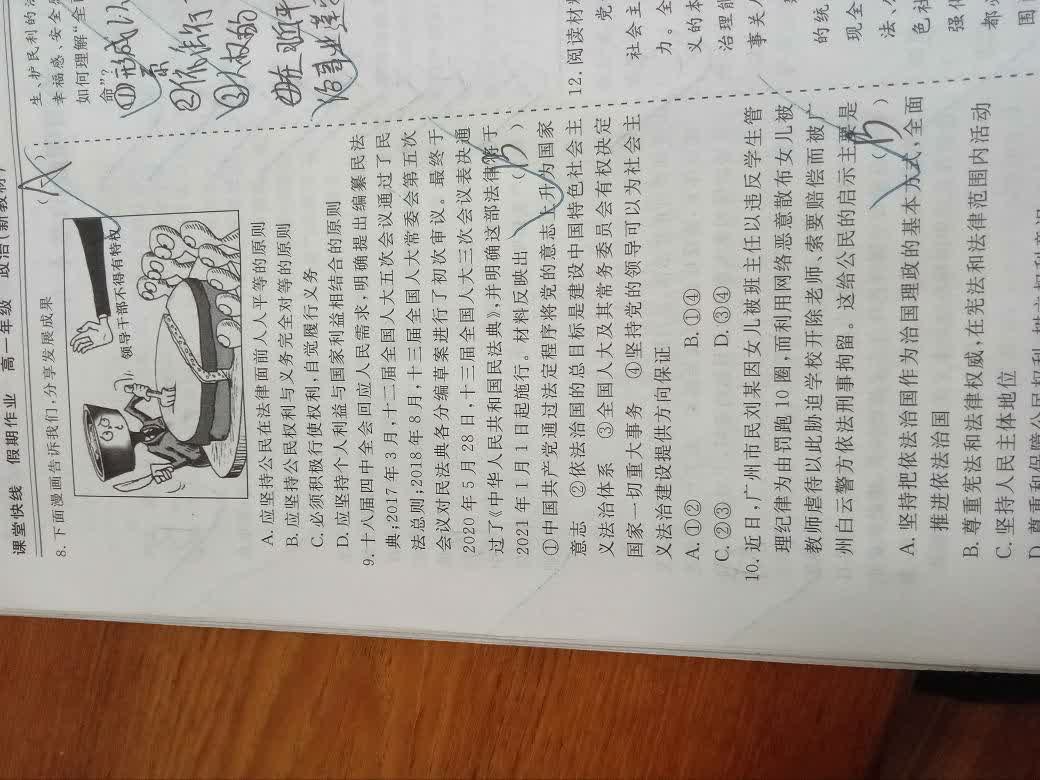 课堂快线 假期作业 高一年级 政治(新教材)
8. 下面漫画告诉我们,分享发展成果
(A)
领导干部不得有特权
A. 应坚持公民在法律面前人人平等的原则
B. 应坚持公民权利与义务完全对等的原则
C. 必须积极行使权利,自觉履行义务
D. 应坚持个人利益与国家利益相结合的原则
9. 十八届四中全会回应人民需求,明确提出编纂民法
典;2017年3月,十二届全国人大五次会议通过了民
法总则;2018年8月,十三届全国人大常委会第五次
会议对民法典各分编草案进行了初次审议。最终于
2020年5月28日,十三届全国人大三次会议表决通
过了《中华人民共和国民法典》,并明确这部法律将于
2021年1月1日起施行。材料反映出
(B)
①中国共产党通过法定程序将党的意志上升为国家
意志 ②依法治国的总目标是建设中国特色社会主
义法治体系 ③全国人大及其常务委员会有权决定
国家一切重大事务 ④坚持党的领导可以为社会主
义法治建设提供方向保证
A. ①② B. ①④
C. ②③ D. ③④
10. 近日,广州市民刘某因女儿被班主任以违反学生管
理纪律为由罚跑10圈,而利用网络恶意散布女儿被
教师虐待以此胁迫学校开除老师、索要赔偿而被广
州白云警方依法刑事拘留。这给公民的启示主要是
(B)
A. 坚持把依法治国作为治国理政的基本方式,全面
推进依法治国
B. 尊重宪法和法律权威,在宪法和法律范围内活动
C. 坚持人民主体地位
生、护民利的法
幸福感、安全感
如何理解“全面
命”?
①形成以
②依法行
③人权的
治事业
12. 阅读材料
党
社会主
力。全
义的本
治理能
事关
的统
现全
法
色社
强化
都
围